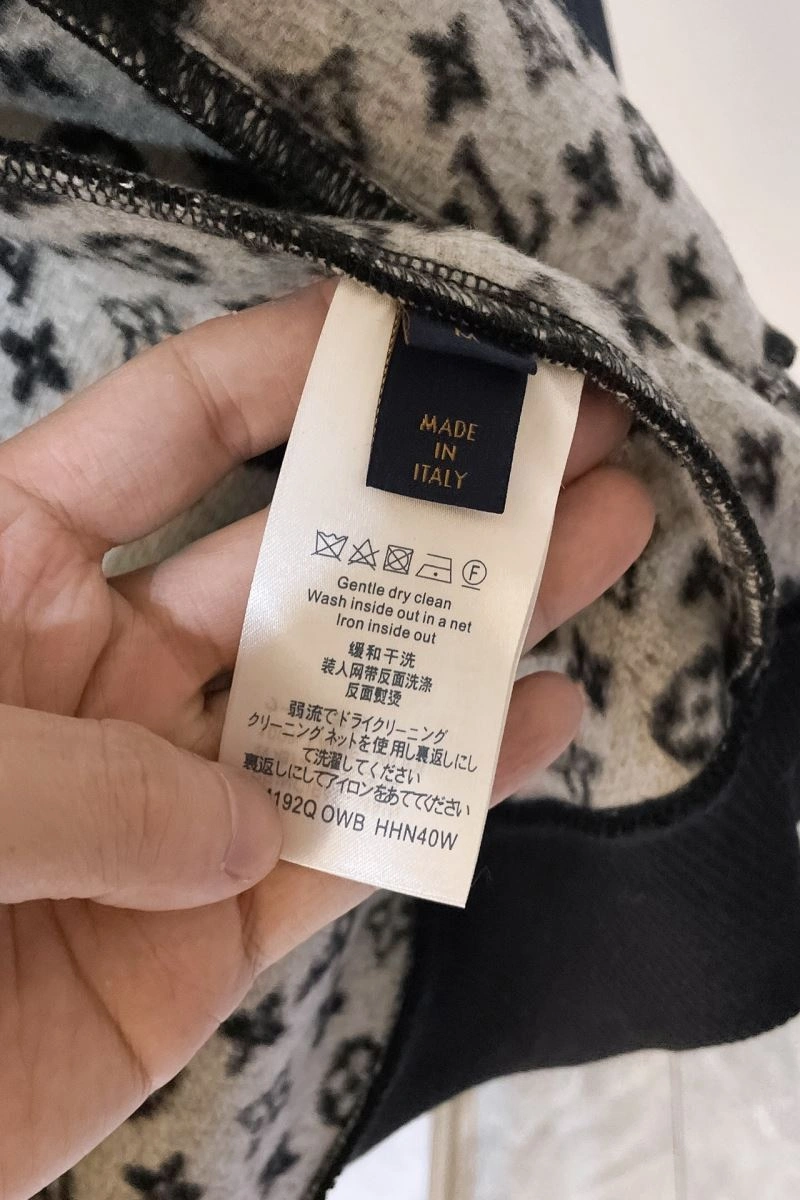 MADE
IN
ITALY
F
Gentle dry clean
Wash inside out in a net
Iron inside out
缓和干洗
装入网带反面洗涤
反面熨烫
弱流でドライクリーニング
クリーニングネットを使用し裏返しにし
て洗濯してください
裏返しにしてアイロンをあててください
192Q OWB HHN40W